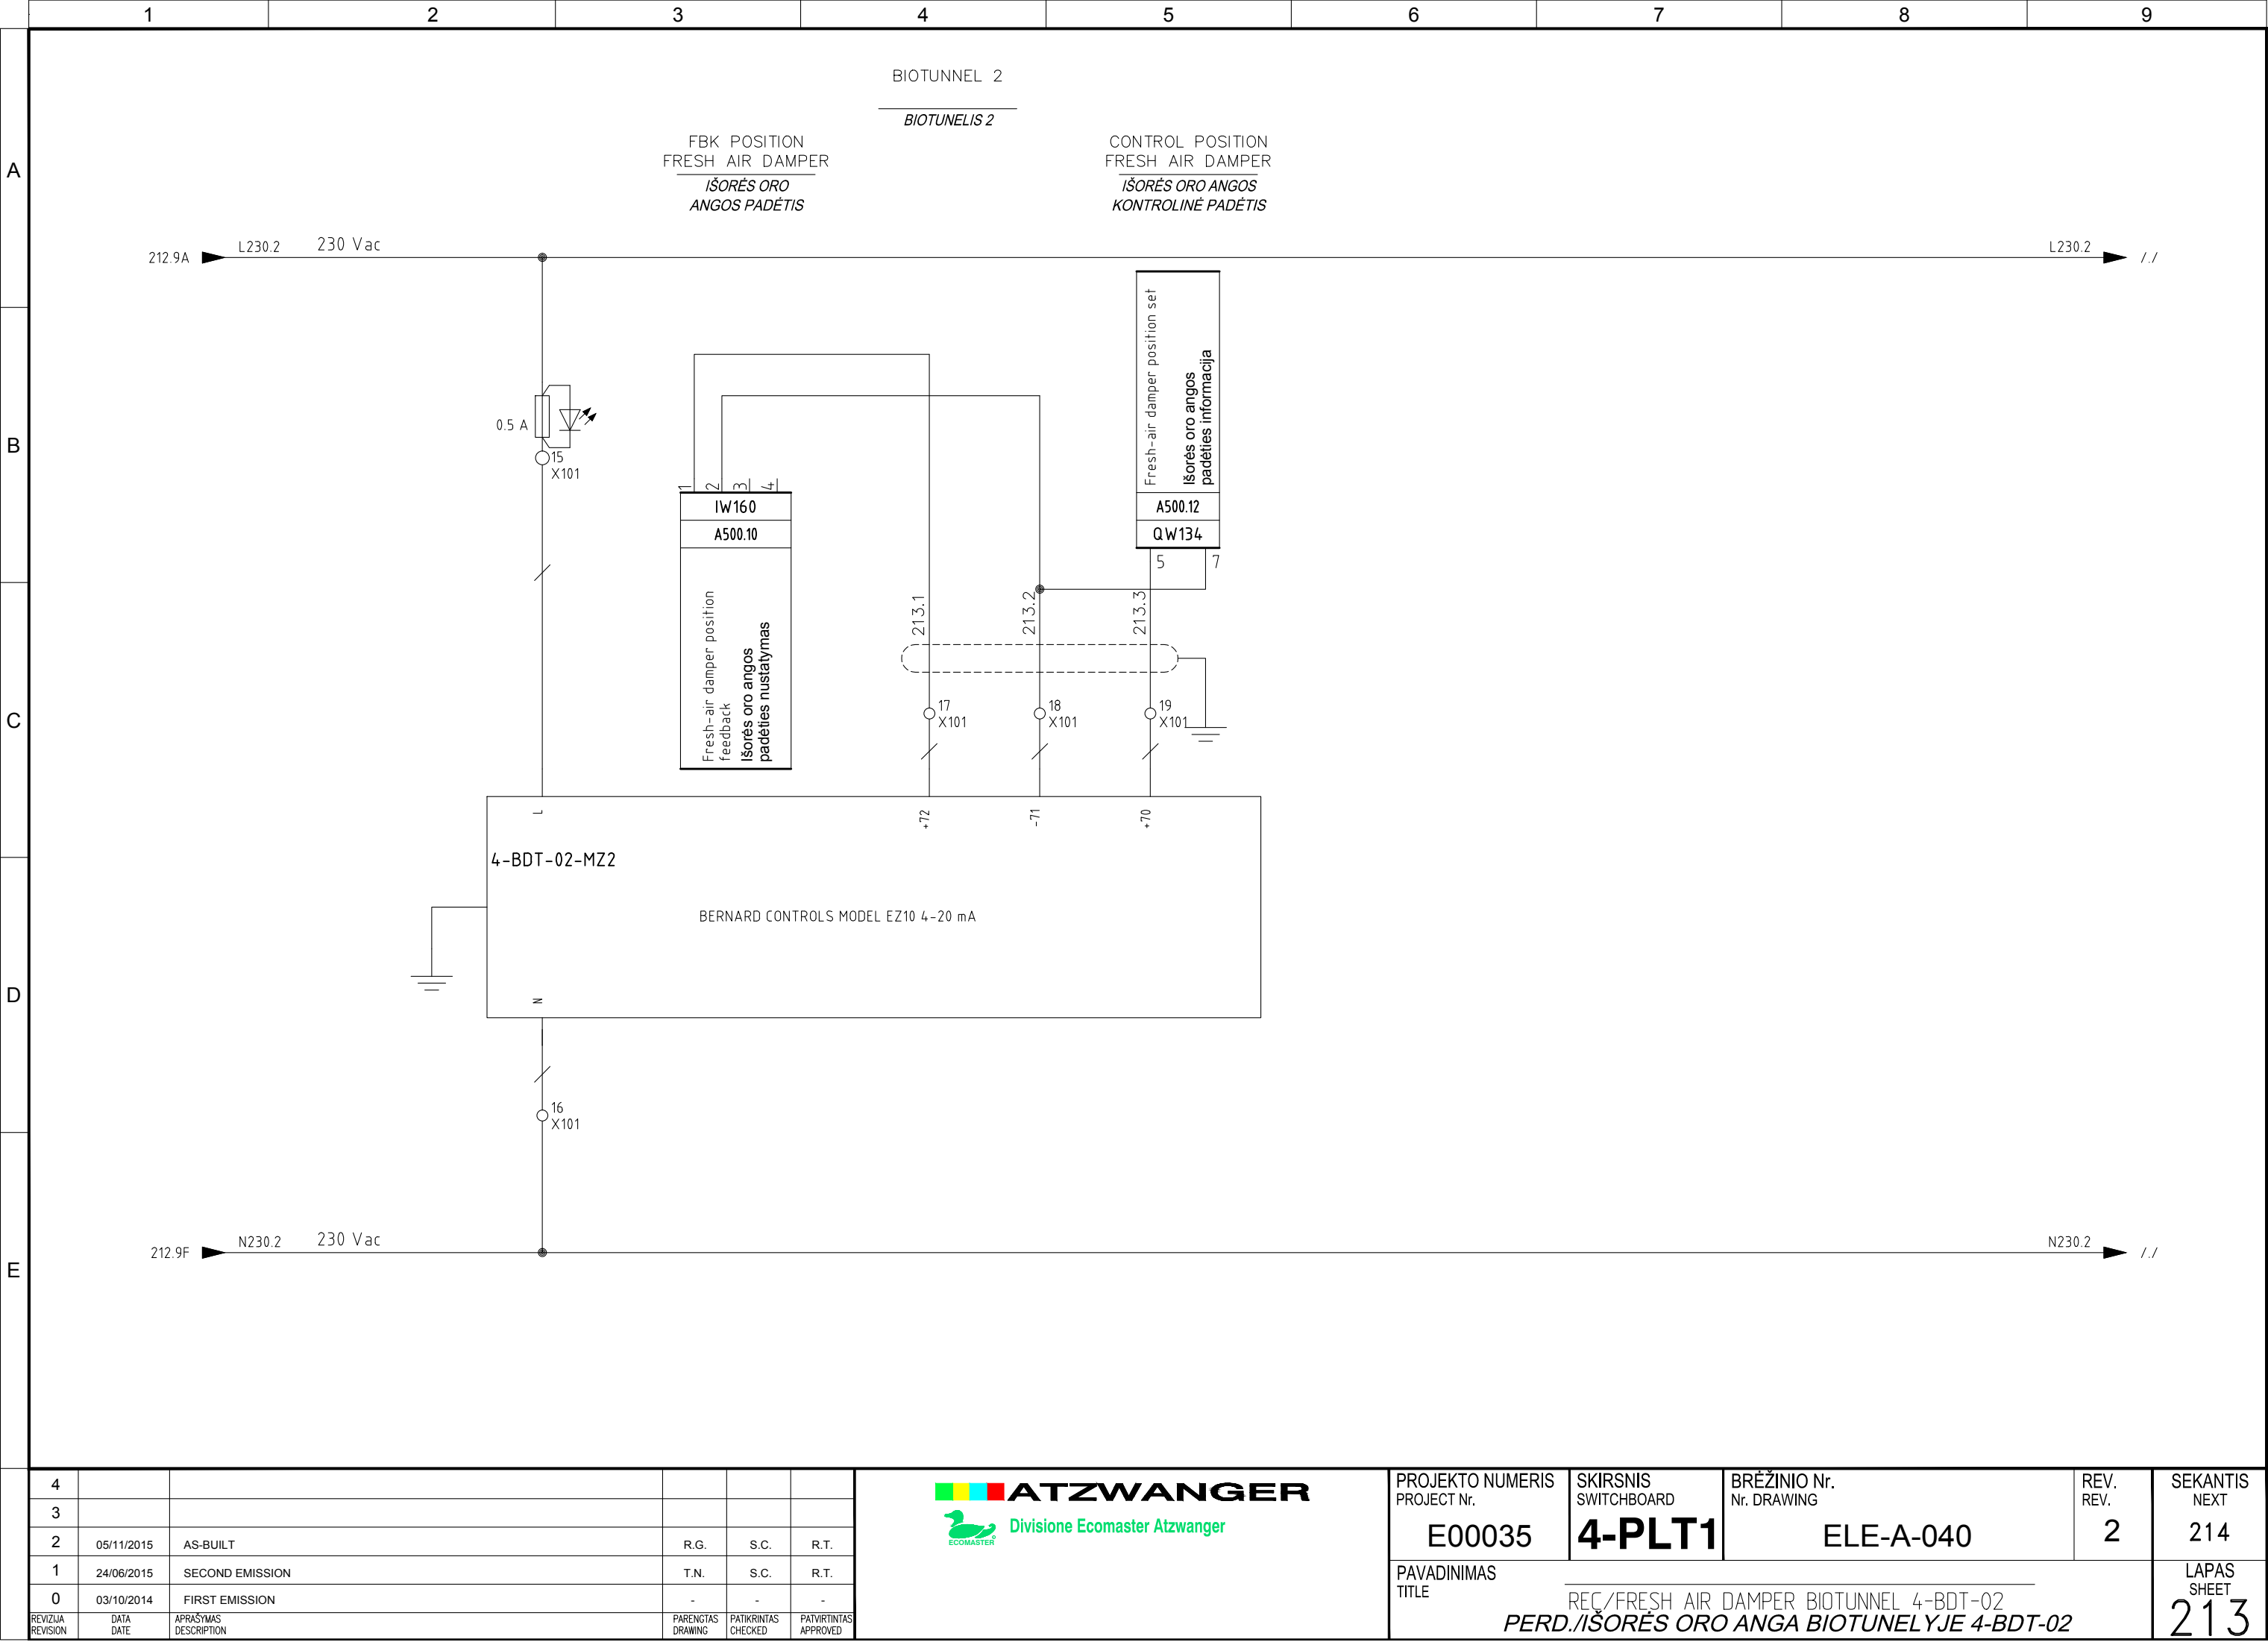 1 2 3 4 5 6 7 8 9
BIOTUNNEL 2
BIOTUNELIS 2
FBK POSITION
FRESH AIR DAMPER
IŠORĖS ORO
ANGOS PADĖTIS
CONTROL POSITION
FRESH AIR DAMPER
IŠORĖS ORO ANGOS
KONTROLINĖ PADĖTIS
A
212.9A L230.2 230 Vac
L230.2 /./
Fresh-air damper position set
Išorės oro angos
padėties informacija
A500.12
QW134
5 7
B
0.5 A
15
X101
1 2 3 4
IW160
A500.10
Fresh-air damper position
feedback
Išorės oro angos
padėties nustatymas
213.1
213.2
213.3
C
17
X101
18
X101
19
X101
L
+72
-71
+70
4-BDT-02-MZ2
BERNARD CONTROLS MODEL EZ10 4-20 mA
D
N
16
X101
212.9F N230.2 230 Vac
N230.2 /./
E
4
3
2 05/11/2015 AS-BUILT R.G. S.C. R.T.
1 24/06/2015 SECOND EMISSION T.N. S.C. R.T.
0 03/10/2014 FIRST EMISSION - - -
REVIZIJA DATA APRAŠYMAS PARENGTAS PATIKRINTAS PATVIRTINTAS
REVISION DATE DESCRIPTION DRAWING CHECKED APPROVED
ATZWANGER
ECOMASTER
Divisione Ecomaster Atzwanger
PROJEKTO NUMERIS
PROJECT Nr.
E00035
SKIRSNIS
SWITCHBOARD
4-PLT1
BRĖŽINIO Nr.
Nr. DRAWING
ELE-A-040
REV.
REV.
2
SEKANTIS
NEXT
214
PAVADINIMAS
TITLE
REC/FRESH AIR DAMPER BIOTUNNEL 4-BDT-02
PERD./IŠORĖS ORO ANGA BIOTUNELYJE 4-BDT-02
LAPAS
SHEET
213